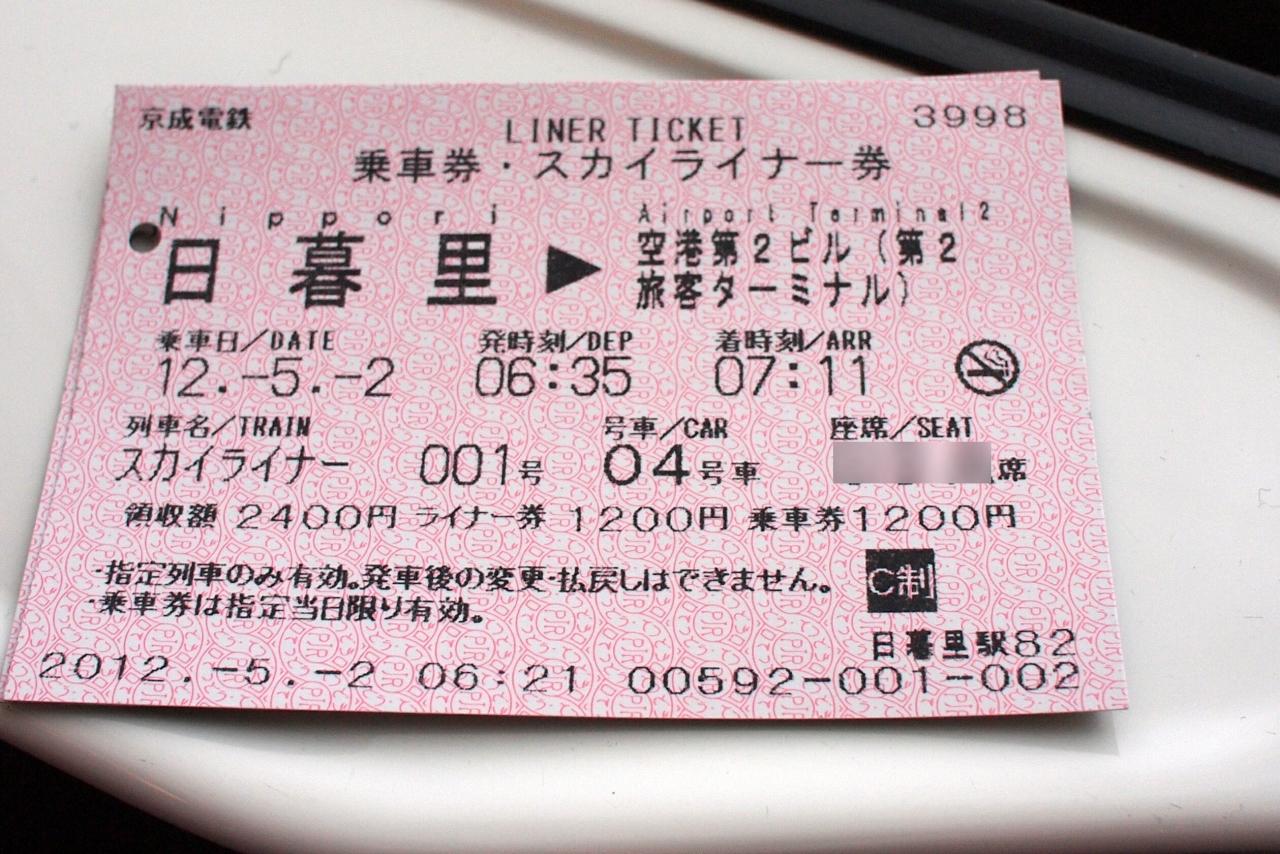 京成電鉄 3998
LINER TICKET
乗車券・スカイライナー券
Nippori Airport Terminal2
日暮里 ▶ 空港第2ビル(第2
旅客ターミナル)
乗車日/DATE 発時刻/DEP 着時刻/ARR
12.-5.-2 06:35 07:11
列車名/TRAIN 号車/CAR 座席/SEAT
スカイライナー 001号 04号車 席
領収額 2400円 ライナー券 1200円 乗車券1200円
・指定列車のみ有効。発車後の変更・払戻しはできません。
・乗車券は指定当日限り有効。
C制
日暮里駅82
2012.-5.-2 06:21 00592-001-002